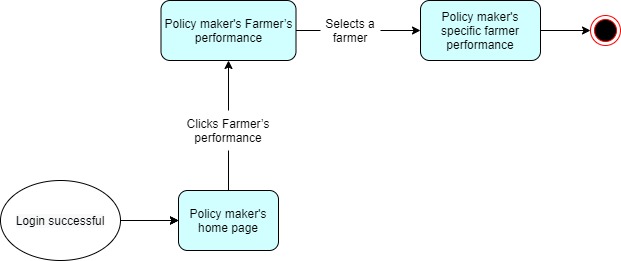 Policy maker's Farmer’s
performance
Selects a
farmer
Policy maker's
specific farmer
performance
Clicks Farmer’s
performance
Login successful
Policy maker's
home page